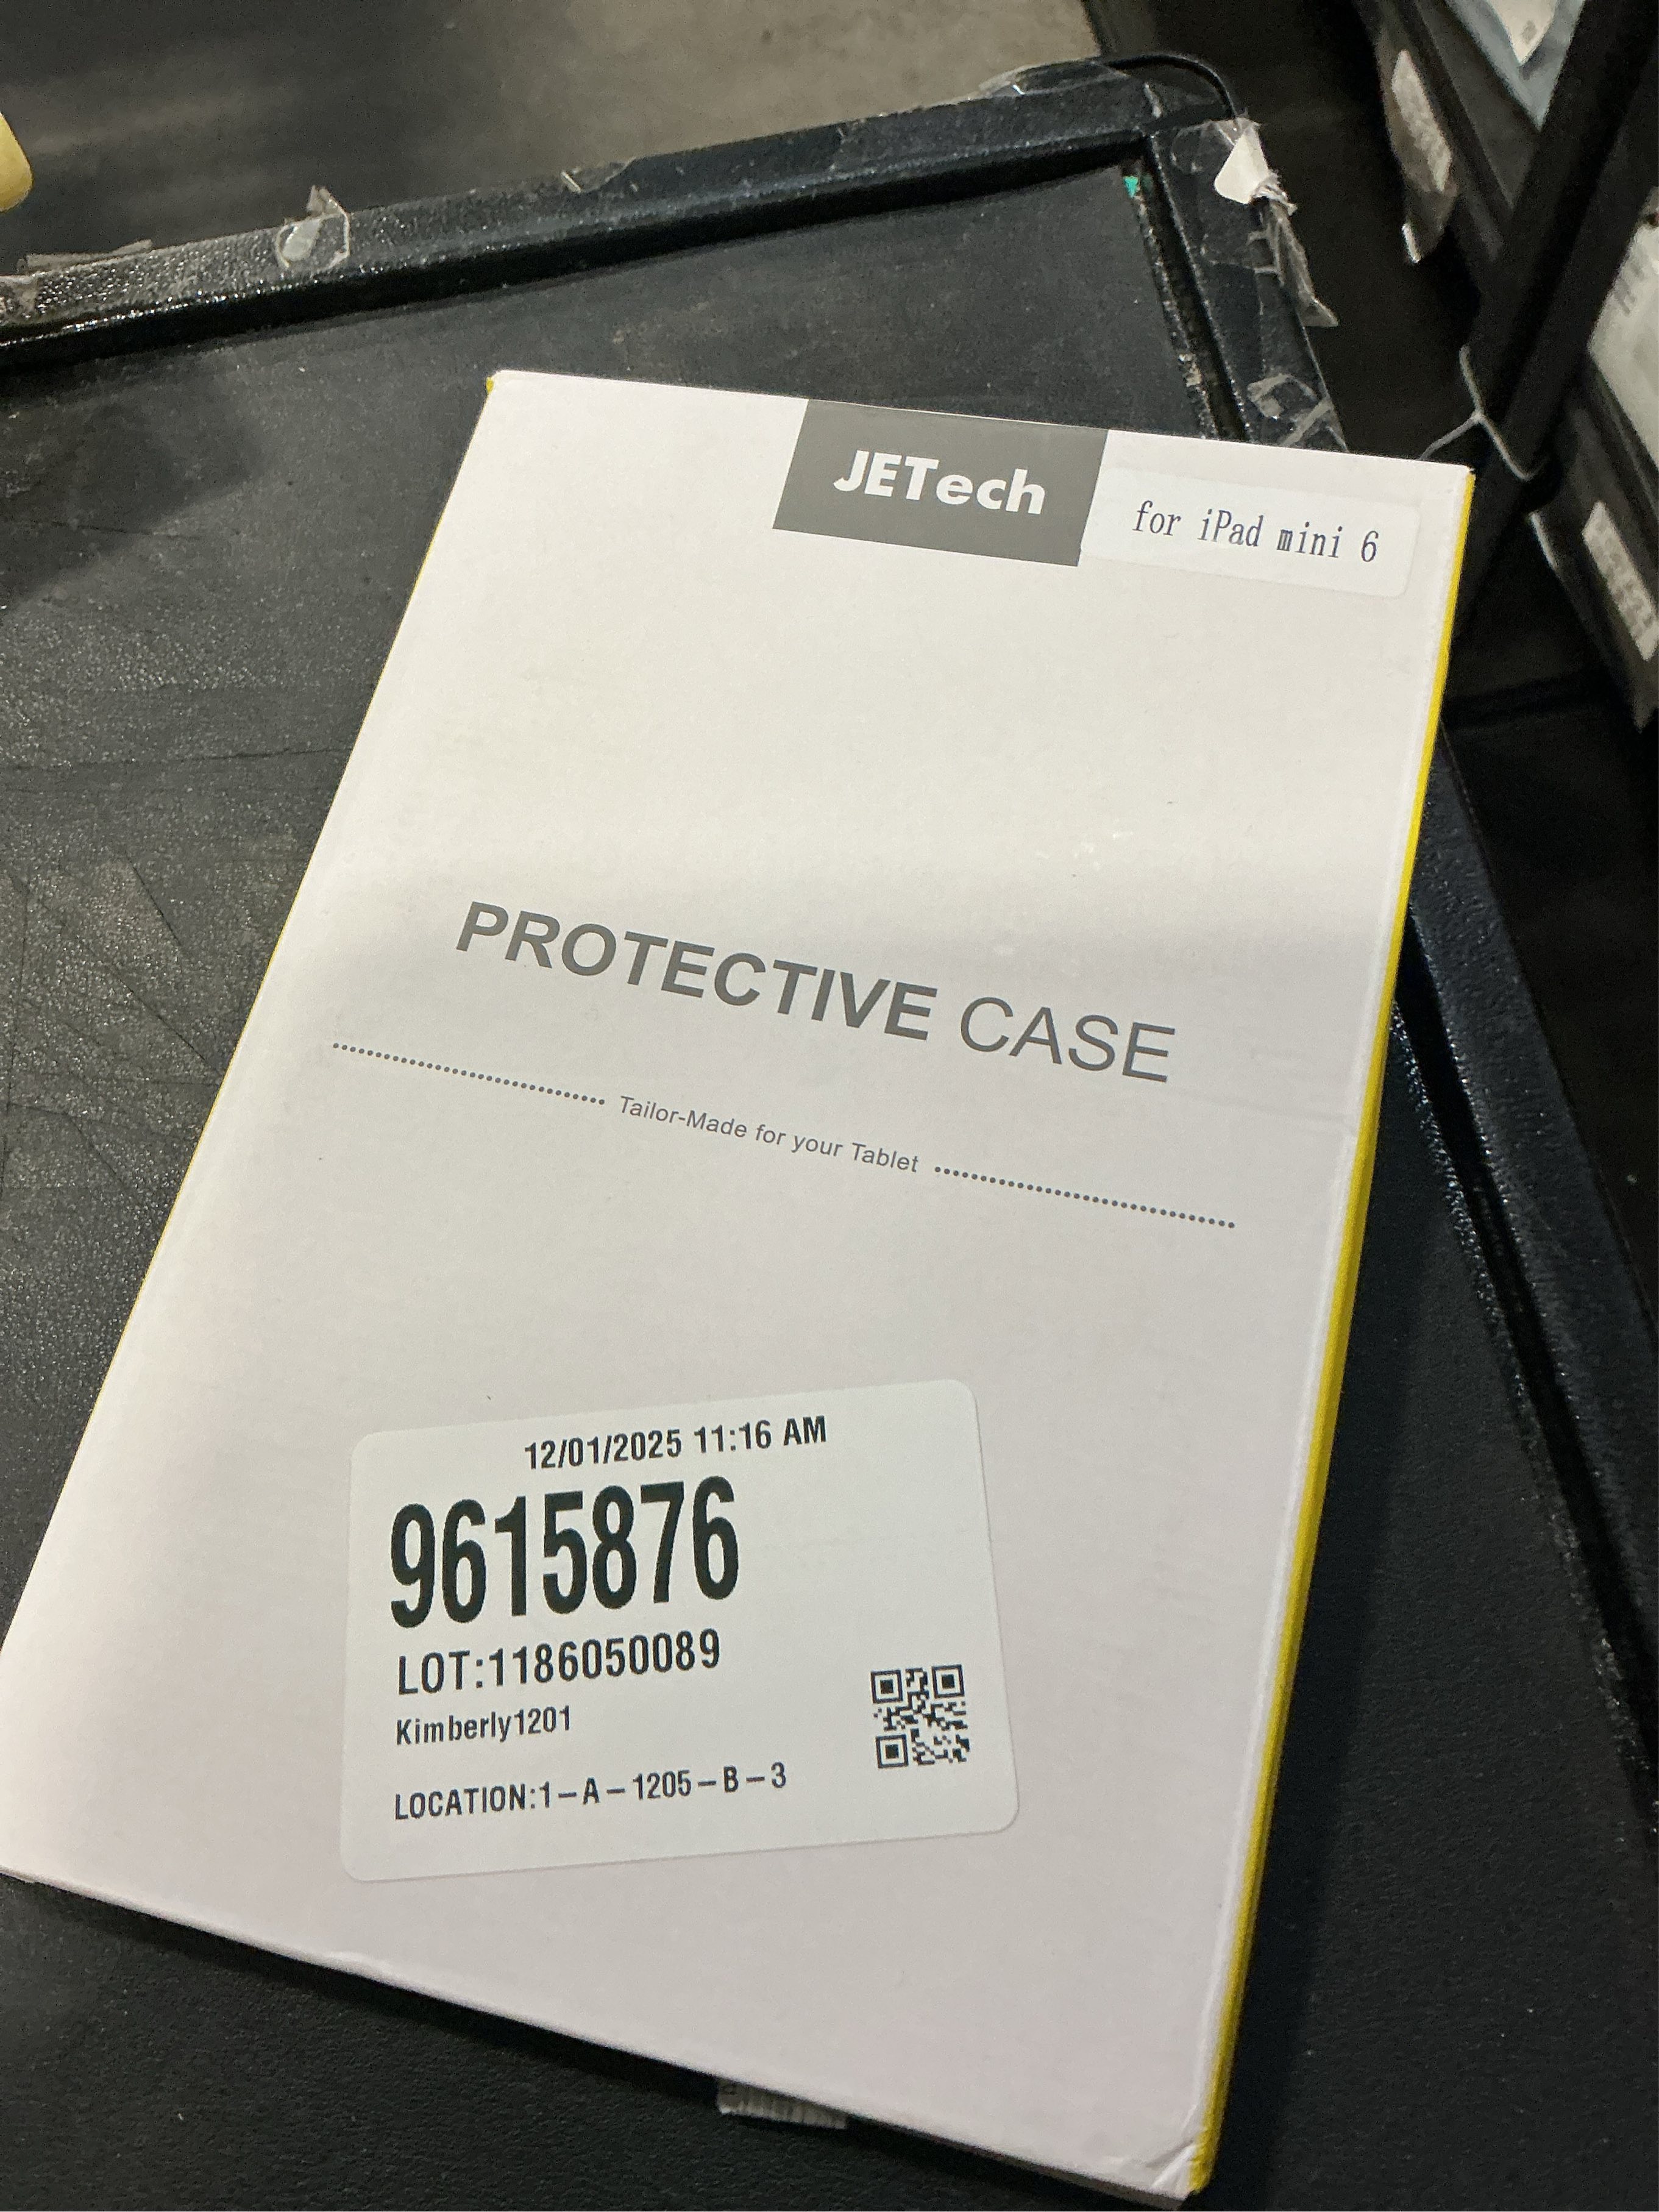 JETech
for iPad mini 6
PROTECTIVE CASE
Tailor-Made for your Tablet
12/01/2025 11:16 AM
9615876
LOT:1186050089
Kimberly1201
LOCATION:1-A-1205-B-3